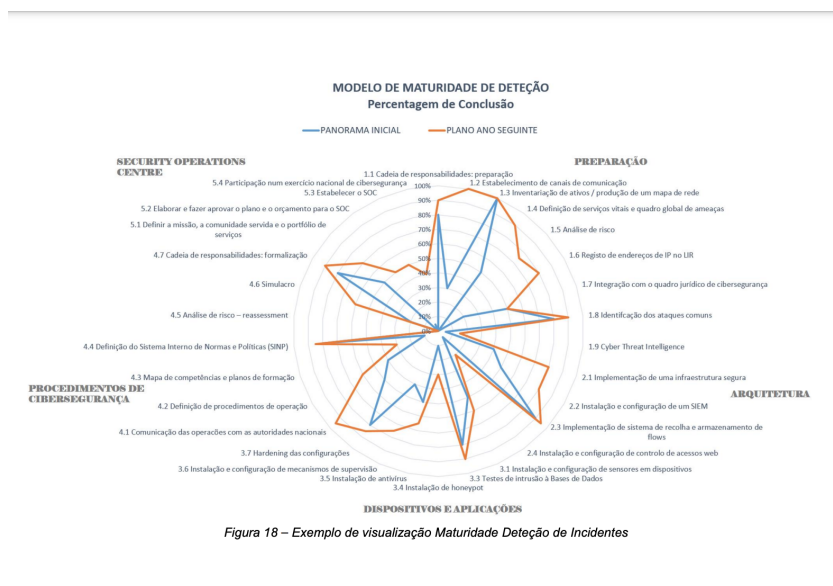 MODELO DE MATURIDADE DE DETEÇÃO
Percentagem de Conclusão
PANORAMA INICIAL
PLANO ANO SEGUINTE
SECURITY OPERATIONS
CENTRE
PREPARAÇÃO
1.1 Cadeia de responsabilidades: preparação
1.2 Estabelecimento de canais de comunicação
1.3 Inventariação de ativos / produção de um mapa de rede
1.4 Definição de serviços vitais e quadro global de ameaças
1.5 Análise de risco
1.6 Registo de endereços de IP no LIR
1.7 Integração com o quadro jurídico de cibersegurança
1.8 Identifcação dos ataques comuns
1.9 Cyber Threat Intelligence
2.1 Implementação de uma infraestrutura segura
ARQUITETURA
2.2 Instalação e configuração de um SIEM
2.3 Implementação de sistema de recolha e armazenamento de
flows
2.4 Instalação e configuração de controlo de acessos web
3.1 Instalação e configuração de sensores em dispositivos
3.3 Testes de intrusão à Bases de Dados
3.4 Instalação de honeypot
3.5 Instalação de antivírus
3.6 Instalação e configuração de mecanismos de supervisão
3.7 Hardening das configurações
4.1 Comunicação das operacões com as autoridades nacionais
4.2 Definição de procedimentos de operação
PROCEDIMENTOS DE
CIBERSEGURANÇA
4.3 Mapa de competências e planos de formação
4.4 Definição do Sistema Interno de Normas e Políticas (SINP)
4.5 Análise de risco – reassessment
4.6 Simulacro
4.7 Cadeia de responsabilidades: formalização
5.1 Definir a missão, a comunidade servida e o portfólio de
serviços
5.2 Elaborar e fazer aprovar o plano e o orçamento para o SOC
5.3 Estabelecer o SOC
5.4 Participação num exercício nacional de cibersegurança
100%
90%
80%
70%
60%
50%
40%
30%
20%
10%
0%
DISPOSITIVOS E APLICAÇÕES
Figura 18 – Exemplo de visualização Maturidade Deteção de Incidentes